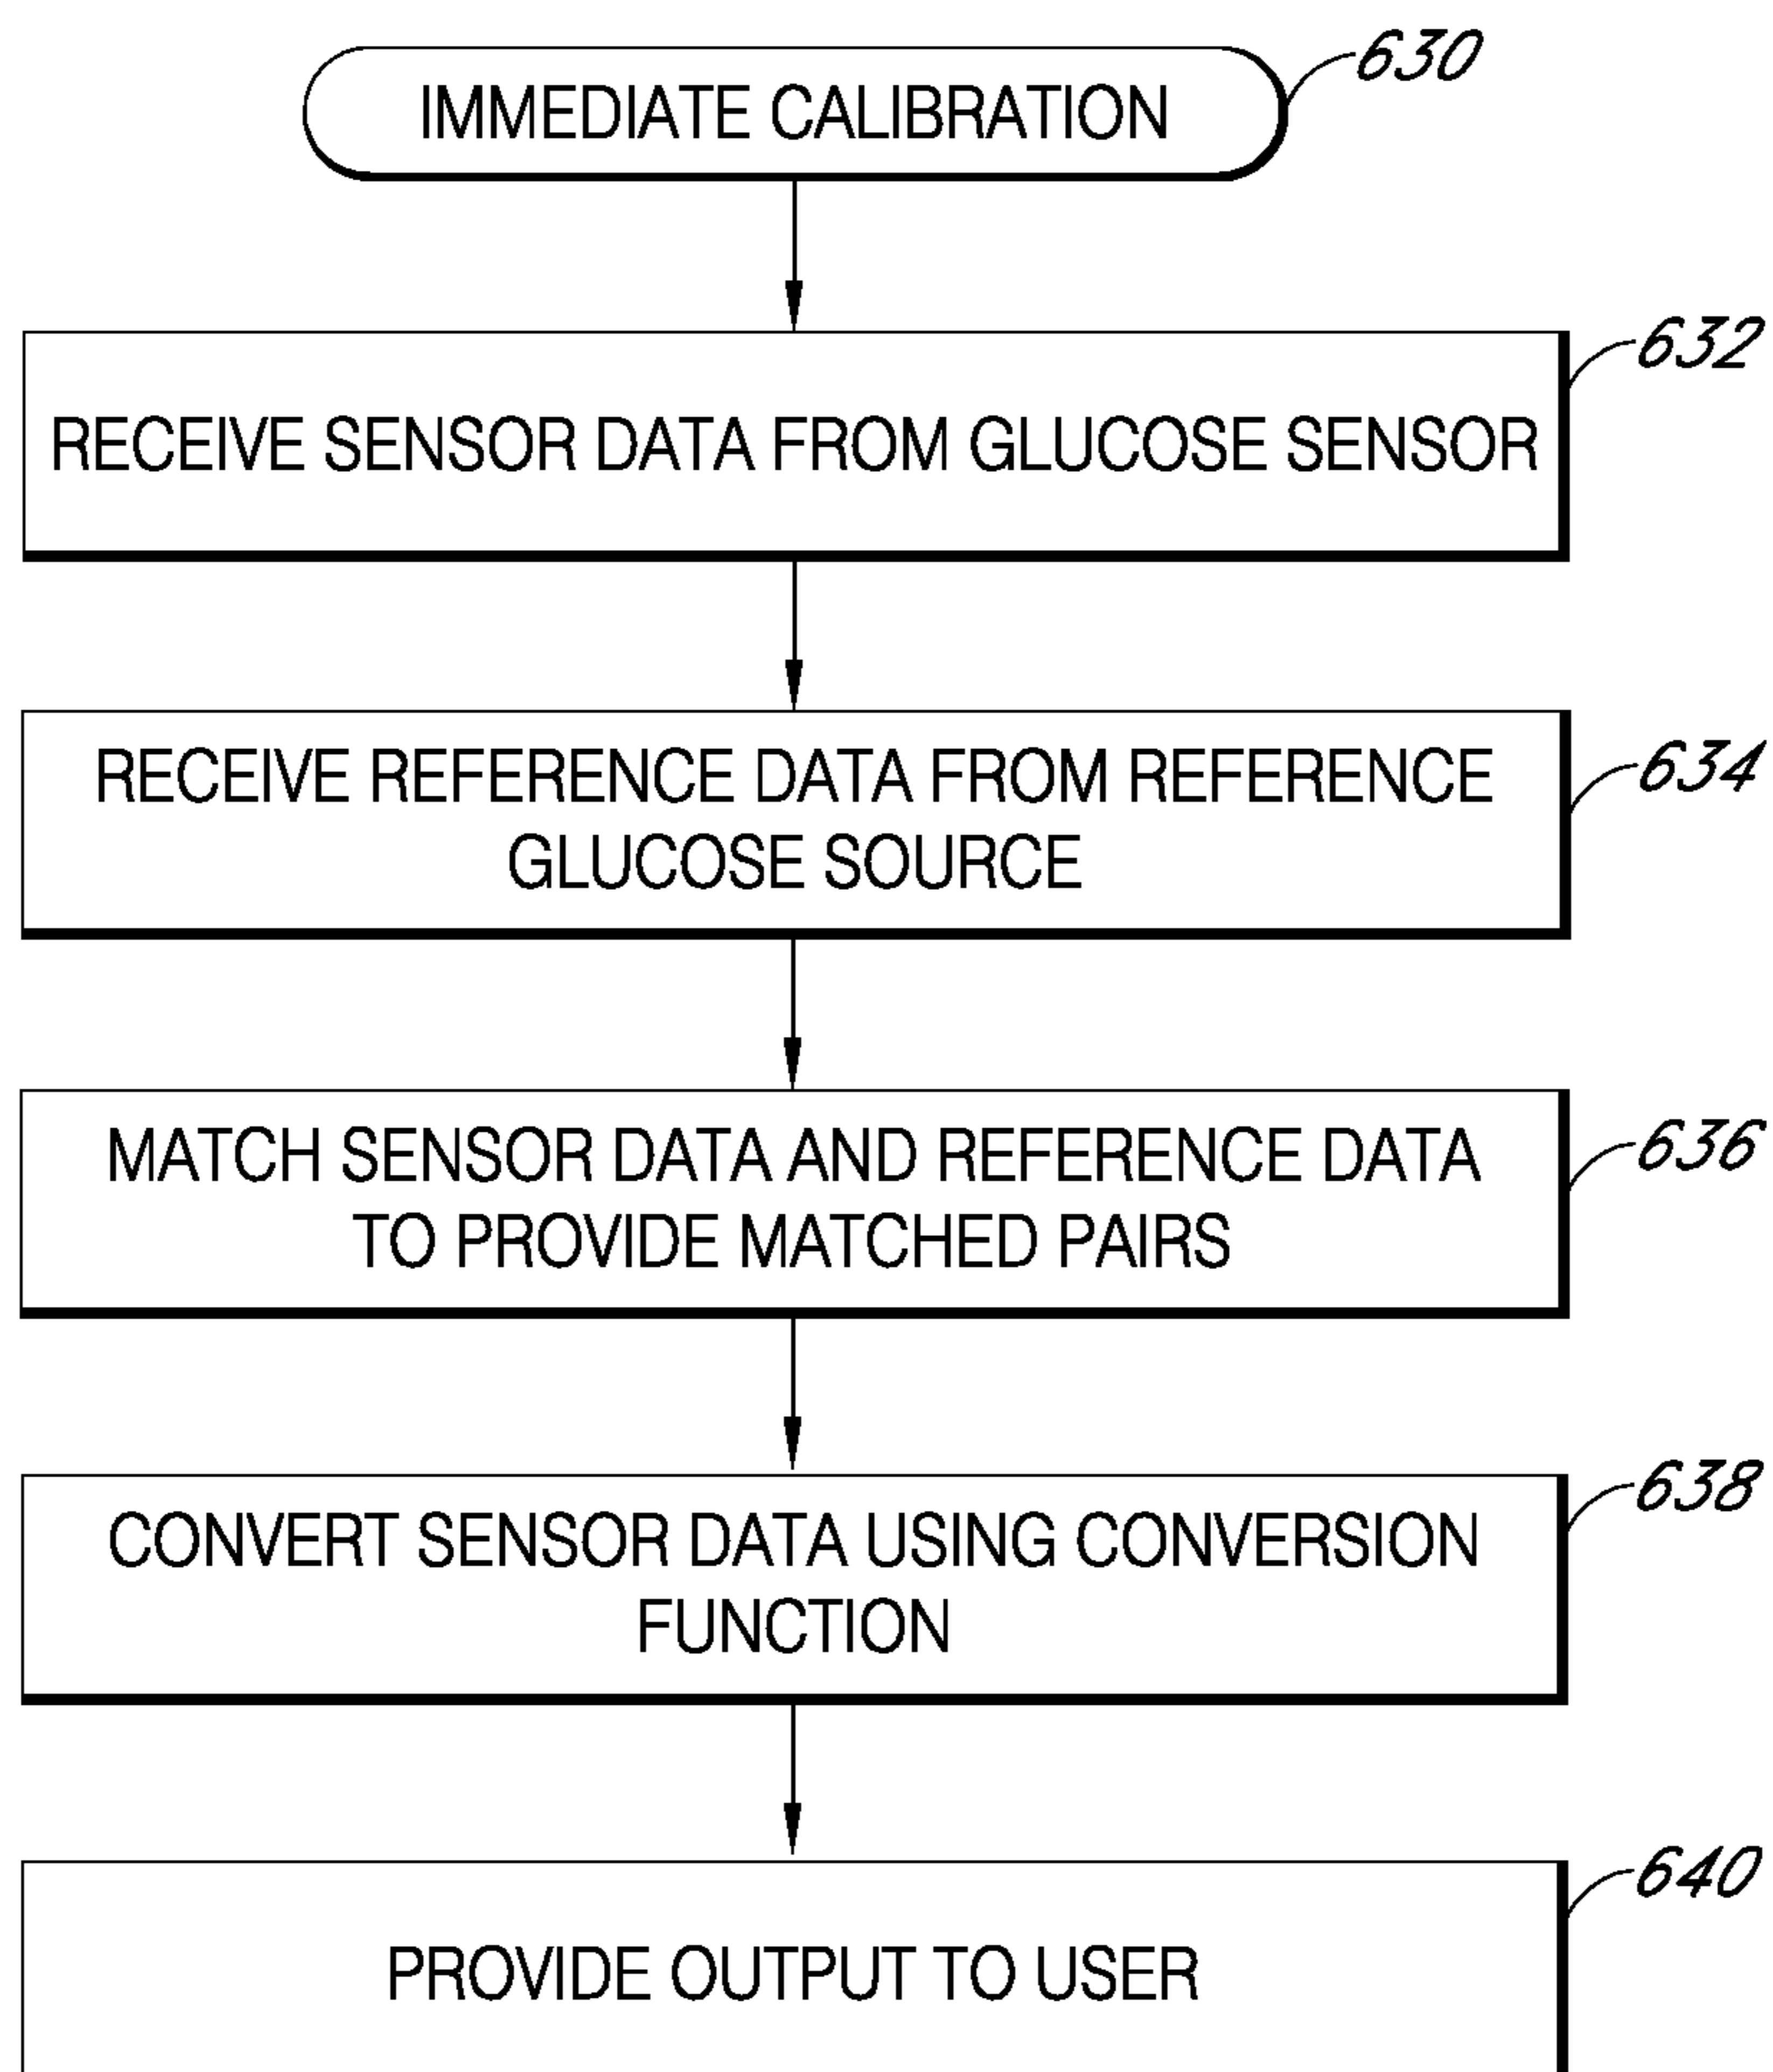 IMMEDIATE CALIBRATION
630
RECEIVE SENSOR DATA FROM GLUCOSE SENSOR
632
RECEIVE REFERENCE DATA FROM REFERENCE
GLUCOSE SOURCE
634
MATCH SENSOR DATA AND REFERENCE DATA
TO PROVIDE MATCHED PAIRS
636
CONVERT SENSOR DATA USING CONVERSION
FUNCTION
638
PROVIDE OUTPUT TO USER
640